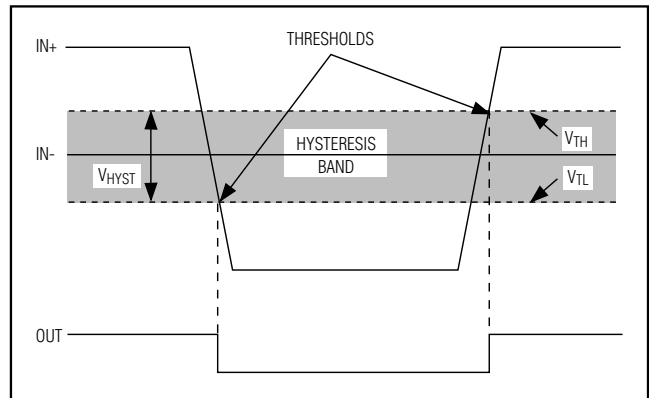 IN+
THRESHOLDS
IN-
HYSTERESIS
BAND
VHYST
VTH
VTL
OUT